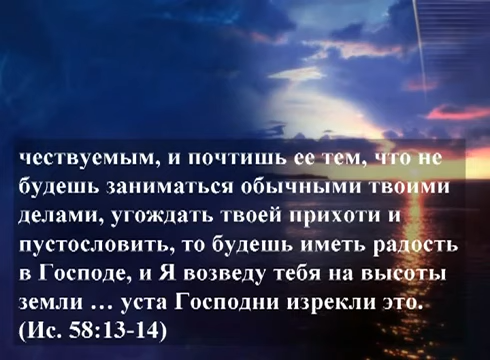 чествуемым, и почтишь ее тем, что не
будешь заниматься обычными твоими
делами, угождать твоей прихоти и
пустословить, то будешь иметь радость
в Господе, и Я возведу тебя на высоты
земли … уста Господни изрекли это.
(Ис. 58:13-14)